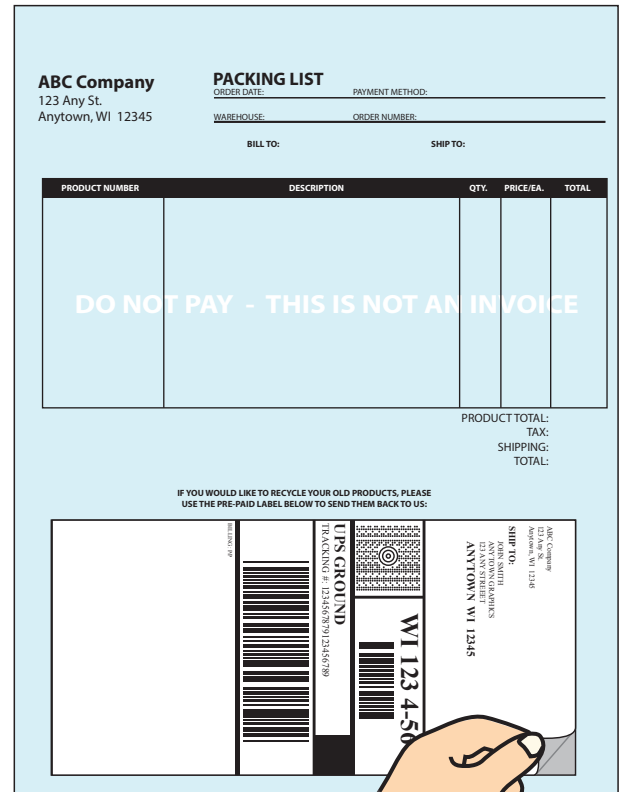 ABC Company
123 Any St.
Anytown, WI 12345
PACKING LIST
ORDER DATE: PAYMENT METHOD:
WAREHOUSE: ORDER NUMBER:
BILL TO: SHIP TO:
PRODUCT NUMBER DESCRIPTION QTY. PRICE/EA. TOTAL
DO NOT PAY - THIS IS NOT AN INVOICE
PRODUCT TOTAL:
TAX:
SHIPPING:
TOTAL:
IF YOU WOULD LIKE TO RECYCLE YOUR OLD PRODUCTS, PLEASE
USE THE PRE-PAID LABEL BELOW TO SEND THEM BACK TO US:
ABC Company
123 Any St.
Anytown, WI 12345
SHIP TO:
JOHN SMITH
ANYTOWN GRAPHICS
123 ANY STREEET
ANYTOWN WI 12345
WI 123 4-56
UPS GROUND
TRACKING #: 1234567879123456789
BILLING: PP